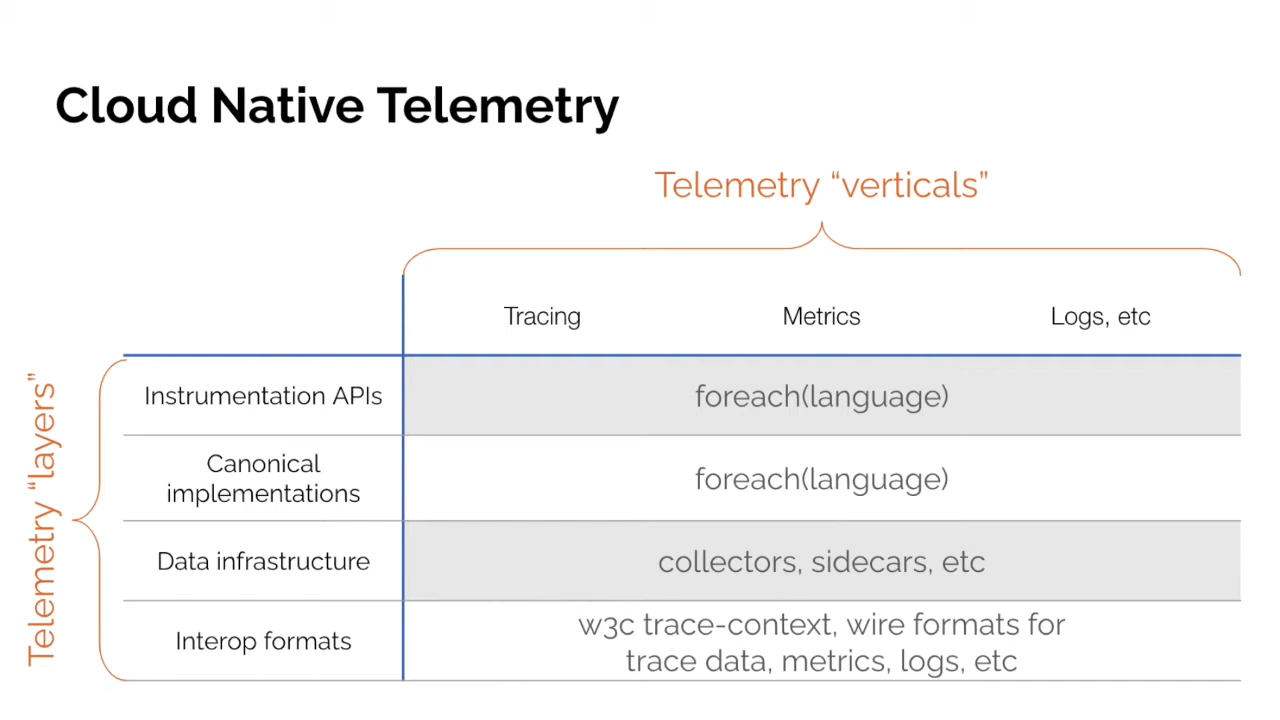 Cloud Native Telemetry
Telemetry “verticals”
Tracing
Metrics
Logs, etc
Telemetry “layers”
Instrumentation APIs
foreach(language)
Canonical
implementations
foreach(language)
Data infrastructure
collectors, sidecars, etc
Interop formats
w3c trace-context, wire formats for
trace data, metrics, logs, etc